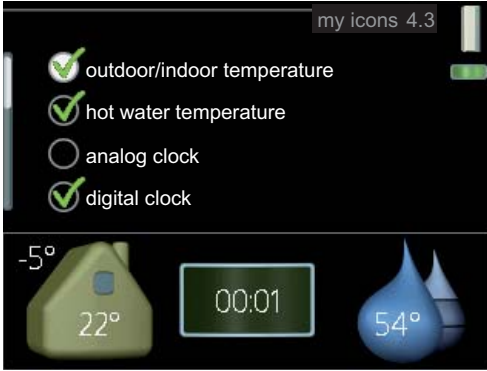 my icons 4.3
outdoor/indoor temperature
hot water temperature
analog clock
digital clock
-5°
22°
00:01
54°